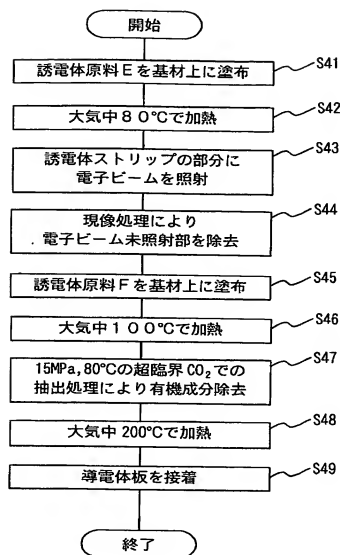 開始
誘電体原料Eを基材上に塗布
S41
大気中80℃で加熱
S42
誘電体ストリップの部分に
電子ビームを照射
S43
現像処理により
電子ビーム未照射部を除去
S44
誘電体原料Fを基材上に塗布
S45
大気中100℃で加熱
S46
15MPa,80℃の超臨界CO₂での
抽出処理により有機成分除去
S47
大気中200℃で加熱
S48
導電体板を接着
S49
終了